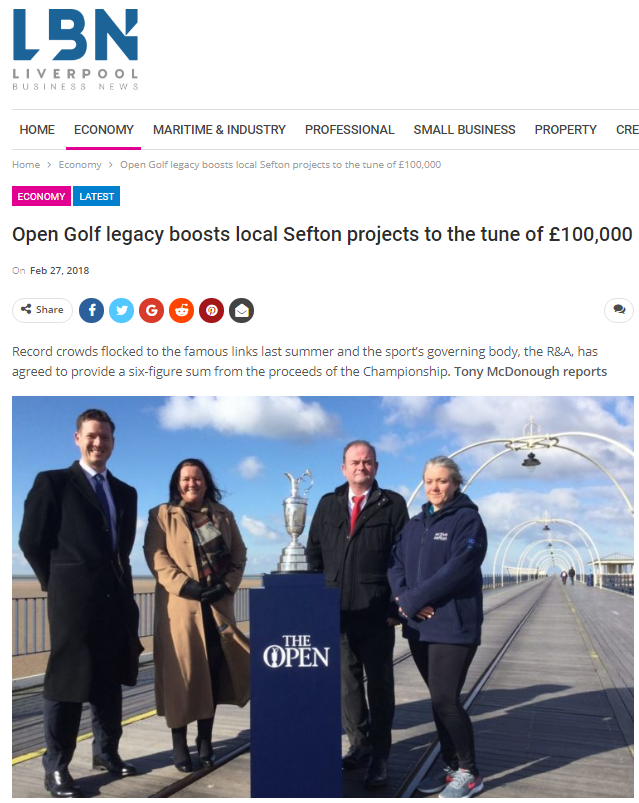 LBN
LIVERPOOL
BUSINESS NEWS
HOME ECONOMY MARITIME & INDUSTRY PROFESSIONAL SMALL BUSINESS PROPERTY CRE
Home > Economy > Open Golf legacy boosts local Sefton projects to the tune of £100,000
ECONOMY LATEST
Open Golf legacy boosts local Sefton projects to the tune of £100,000
On Feb 27, 2018
Share
Record crowds flocked to the famous links last summer and the sport's governing body, the R&A, has
agreed to provide a six-figure sum from the proceeds of the Championship. Tony McDonough reports
THE
OPEN